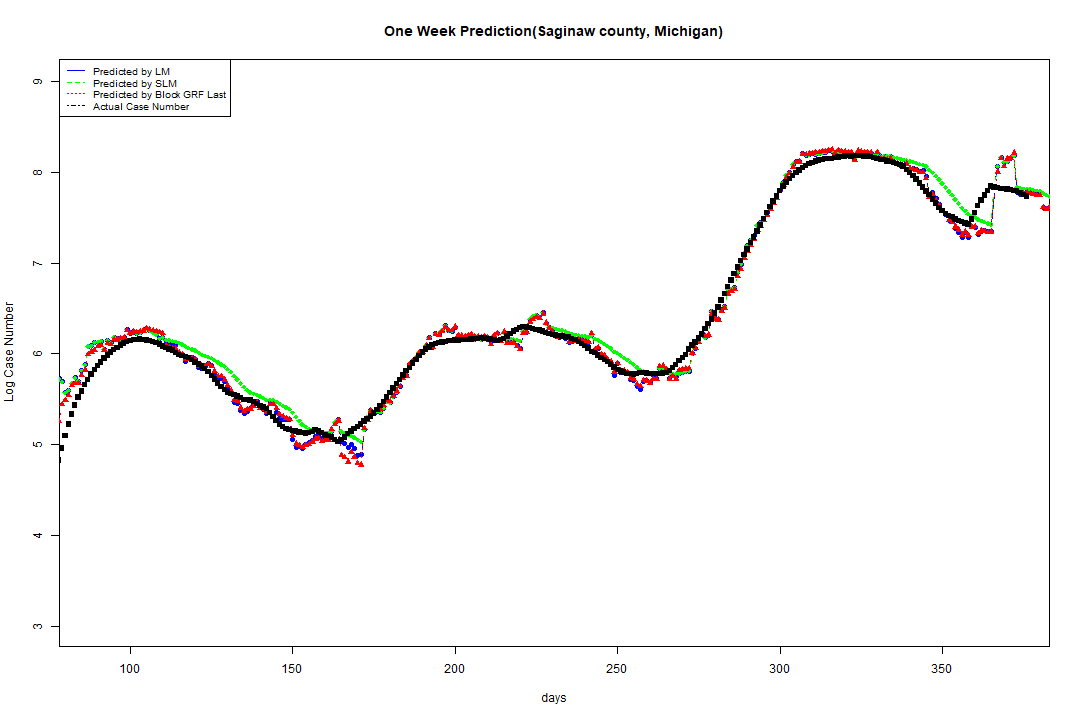 One Week Prediction(Saginaw county, Michigan)
Predicted by LM
Predicted by SLM
Predicted by Block GRF Last
Actual Case Number
Log Case Number
9
8
7
6
5
4
3
100 150 200 250 300 350
days